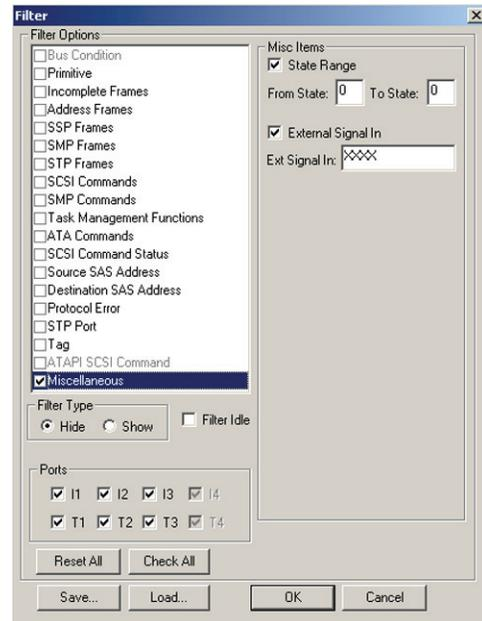 Filter
Filter Options
Bus Condition
Primitive
Incomplete Frames
Address Frames
SSP Frames
SMP Frames
STP Frames
SCSI Commands
SMP Commands
Task Management Functions
ATA Commands
SCSI Command Status
Source SAS Address
Destination SAS Address
Protocol Error
STP Port
Tag
ATAPI SCSI Command
Miscellaneous
Filter Type
Hide Show
Filter Idle
Ports
I1 I2 I3 I4
T1 T2 T3 T4
Reset All Check All
Misc Items
State Range
From State: 0 To State: 0
External Signal In
Ext Signal In: XXXX
Save... Load... OK Cancel